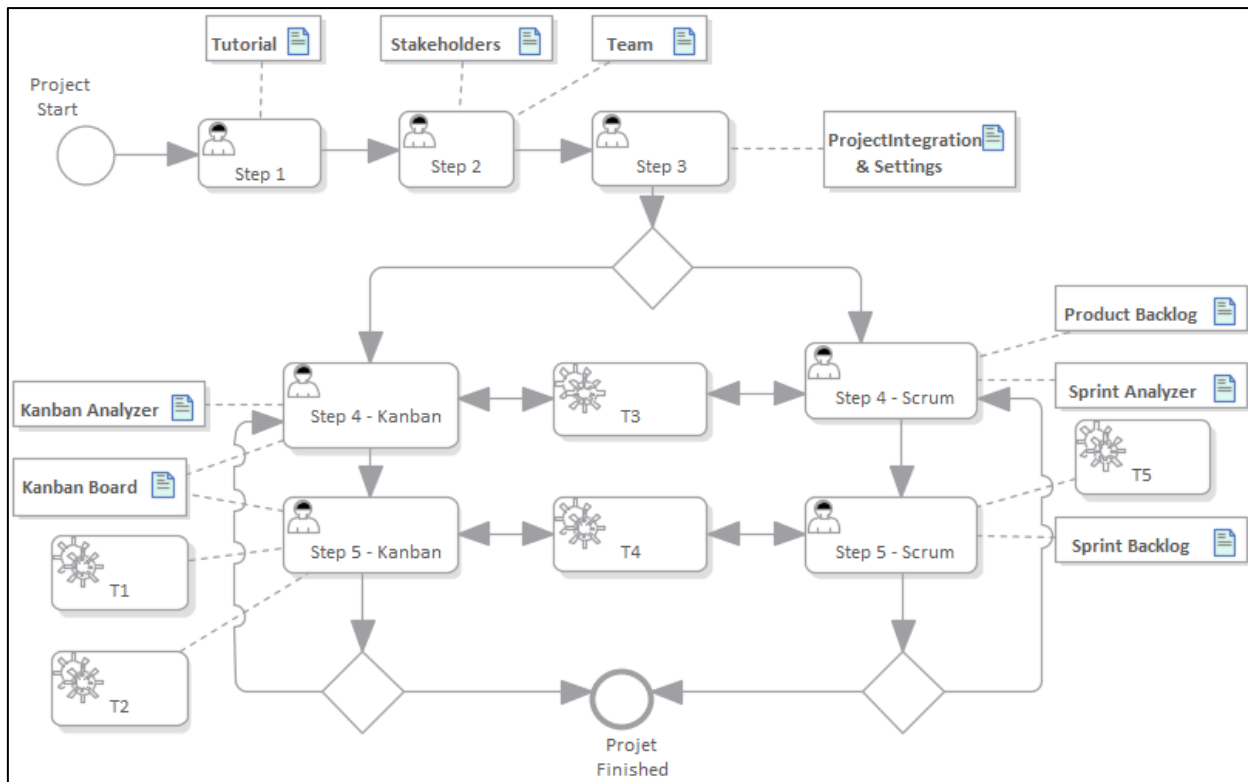 Tutorial
Stakeholders
Team
Project
Start
Step 1
Step 2
Step 3
ProjectIntegration
& Settings
Product Backlog
Kanban Analyzer
Step 4 - Kanban
T3
Step 4 - Scrum
Sprint Analyzer
Kanban Board
T5
Step 5 - Kanban
T4
Step 5 - Scrum
Sprint Backlog
T1
T2
Projet
Finished